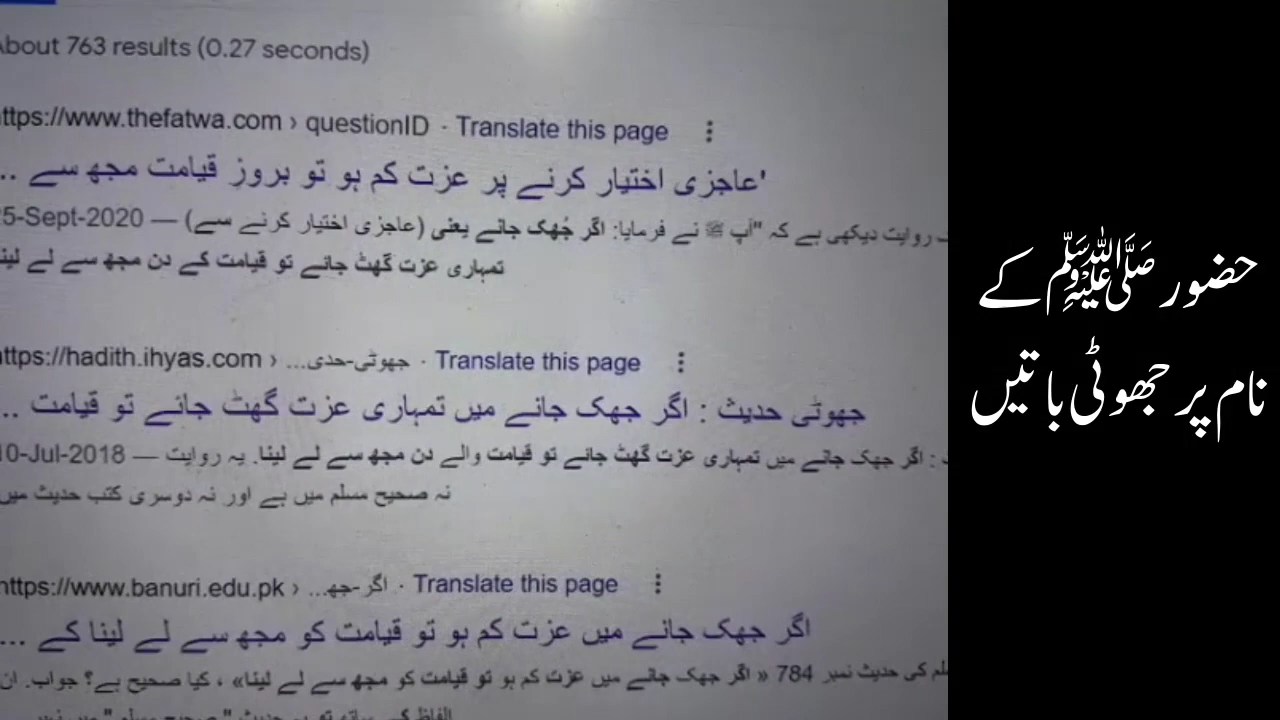 About 763 results (0.27 seconds)
ttps://www.thefatwa.com › questionID · Translate this page
'عاجزی اختیار کرنے پر عزت کم ہو تو بروز قیامت مجھ سے ..
5-Sept-2020 — روایت دیکھی ہے کہ "آپ ﷺ نے فرمایا: اگر جُھک جانے یعنی (عاجزی اختیار کرنے سے)
تمہاری عزت گھٹ جائے تو قیامت کے دن مجھ سے لے لینا
ttps://hadith.ihyas.com › جھوٹی-حدی... · Translate this page
جھوٹی حدیث : اگر جھک جانے میں تمہاری عزت گھٹ جائے تو قیامت ..
10-Jul-2018 — : اگر جھک جانے میں تمہاری عزت گھٹ جائے تو قیامت والے دن مجھ سے لے لینا. یہ روایت
نہ صحیح مسلم میں ہے اور نہ دوسری کتب حدیث میں
https://www.banuri.edu.pk › اگر-جھ... · Translate this page
اگر جھک جانے میں عزت کم ہو تو قیامت کو مجھ سے لے لینا کے ...
کی حدیث نمبر 784 « اگر جھک جانے میں عزت کم ہو تو قیامت کو مجھ سے لے لینا» ، کیا صحیح ہے؟ جواب. ان
حضور ﷺ کے
نام پر جھوٹی باتیں